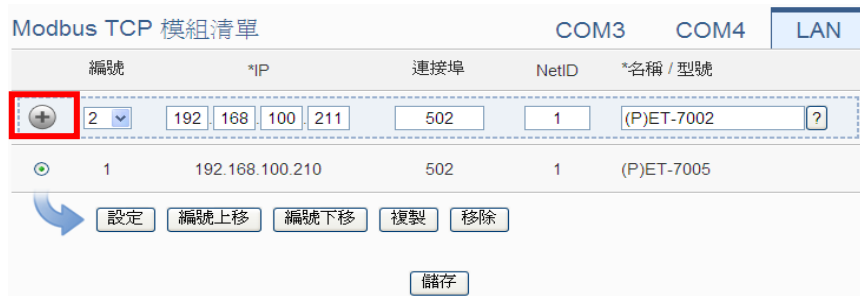 Modbus TCP 模組清單 COM3 COM4 LAN
編號 *IP 連接埠 NetID *名稱 / 型號
2 192 . 168 . 100 . 211 502 1 (P)ET-7002 ?
1 192.168.100.210 502 1 (P)ET-7005
設定 編號上移 編號下移 複製 移除
儲存